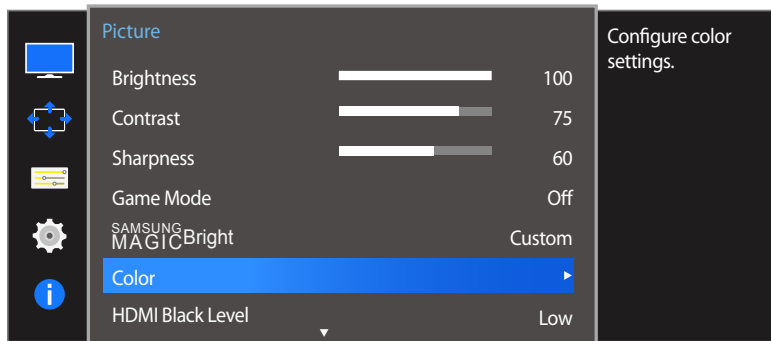 Picture
Brightness 100
Contrast 75
Sharpness 60
Game Mode Off
SAMSUNG
MAGICBright Custom
Color
HDMI Black Level Low
Configure color
settings.